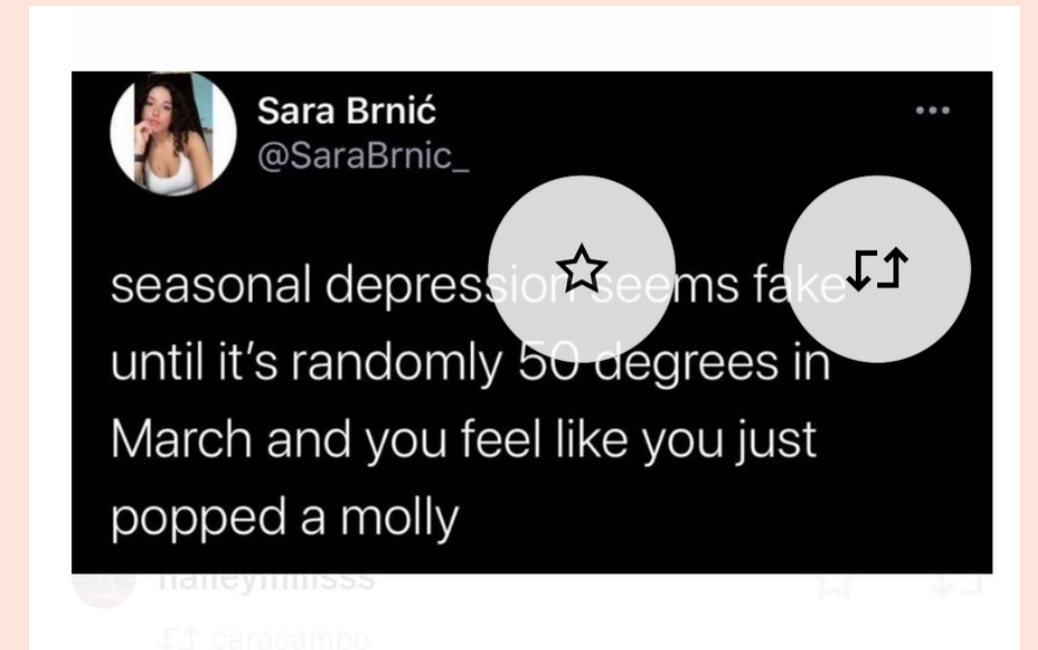 Sara Brnić
@SaraBrnic_
seasonal depression seems fake
until it's randomly 50 degrees in
March and you feel like you just
popped a molly
caracampo